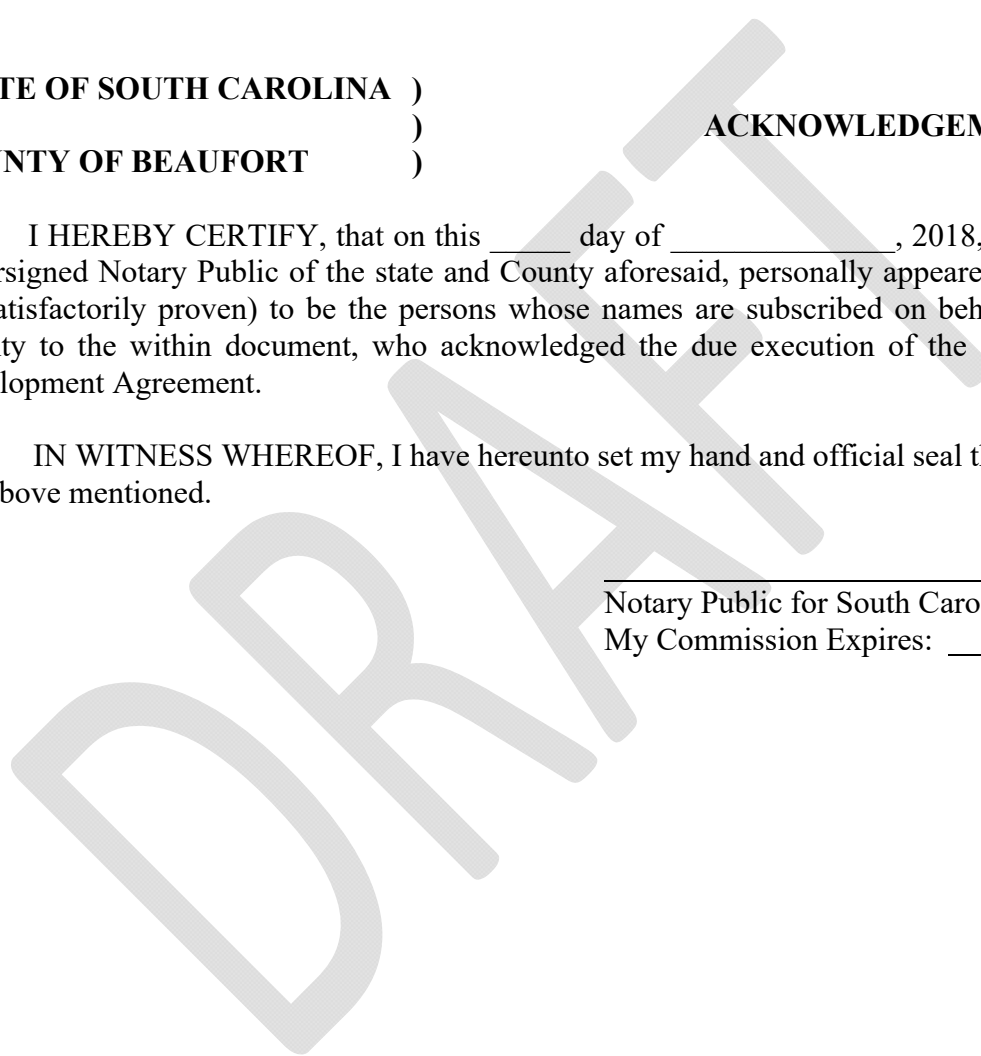 TE OF SOUTH CAROLINA )
) ACKNOWLEDGEM
NTY OF BEAUFORT )
I HEREBY CERTIFY, that on this _____ day of ______________, 2018,
rsigned Notary Public of the state and County aforesaid, personally appeare
atisfactorily proven) to be the persons whose names are subscribed on beh
ty to the within document, who acknowledged the due execution of the
lopment Agreement.
IN WITNESS WHEREOF, I have hereunto set my hand and official seal t
bove mentioned.
Notary Public for South Caro
My Commission Expires: __
DRAFT